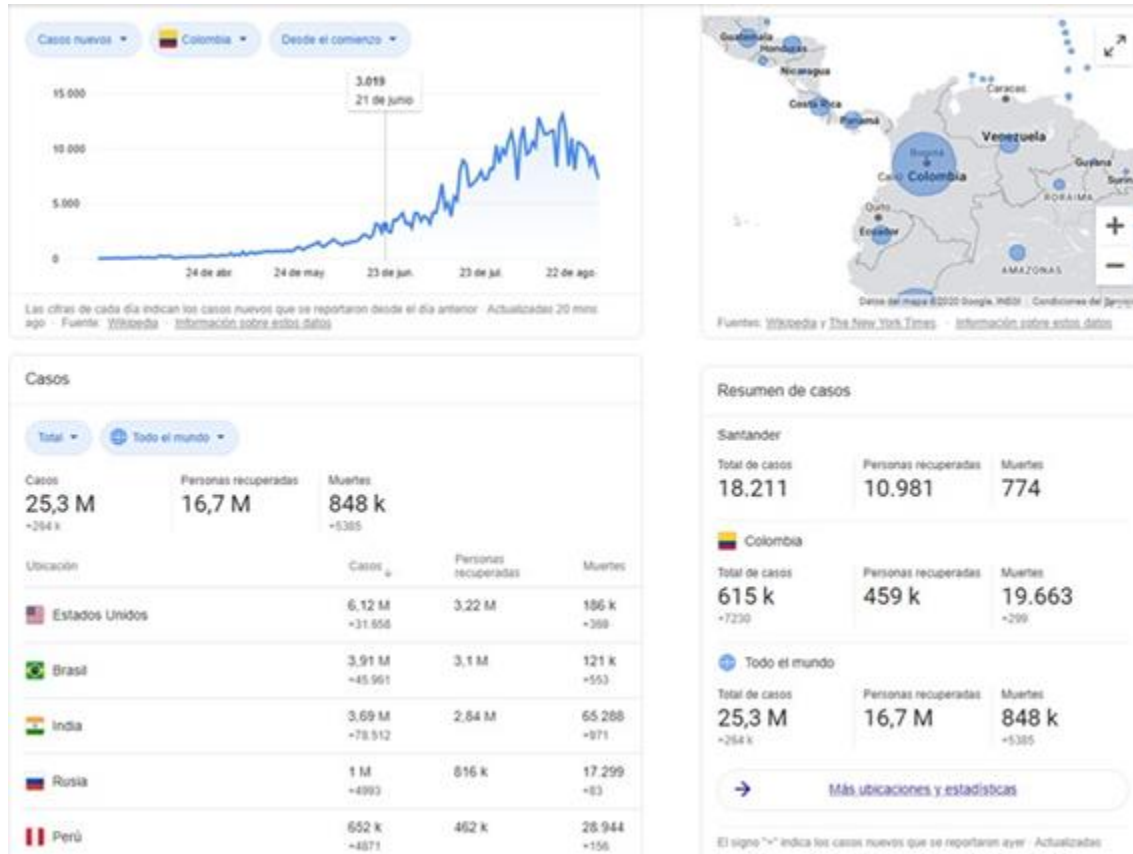 Casos nuevos
Colombia
Desde el comienzo
3.019
21 de junio
15.000
10.000
5.000
0
24 de abr.
24 de may.
23 de jun.
23 de jul.
22 de ago.
Las cifras de cada día indican los casos nuevos que se reportaron desde el día anterior · Actualizadas 20 mins
ago · Fuente: Wikipedia · Información sobre estos datos
Casos
Total
Todo el mundo
Casos
Personas recuperadas
Muertes
25,3 M
16,7 M
848 k
+264 k
+5385
Ubicación
Casos
Personas
recuperadas
Muertes
Estados Unidos
6,12 M
3,22 M
186 k
+31.658
Brasil
3,91 M
3,1 M
121 k
+45.961
+553
India
3,69 M
2,84 M
65.288
+78.512
+971
Rusia
1 M
816 k
17.299
+4993
+83
Perú
652 k
462 k
28.944
+4871
+156
Guatemala
Honduras
Nicaragua
Costa Rica
Panamá
Caracas
Venezuela
Guyana
Bogotá
Cali
Colombia
RORAIMA
Quito
Ecuador
AMAZONAS
Datos del mapa ©2020 Google, INEGI
Condiciones del
Fuentes: Wikipedia y The New York Times · Información sobre estos datos
Resumen de casos
Santander
Total de casos
Personas recuperadas
Muertes
18.211
10.981
774
Colombia
Total de casos
Personas recuperadas
Muertes
615 k
459 k
19.663
+7230
+299
Todo el mundo
Total de casos
Personas recuperadas
Muertes
25,3 M
16,7 M
848 k
+264 k
+5385
Más ubicaciones y estadísticas
El signo "+" indica los casos nuevos que se reportaron ayer · Actualizadas